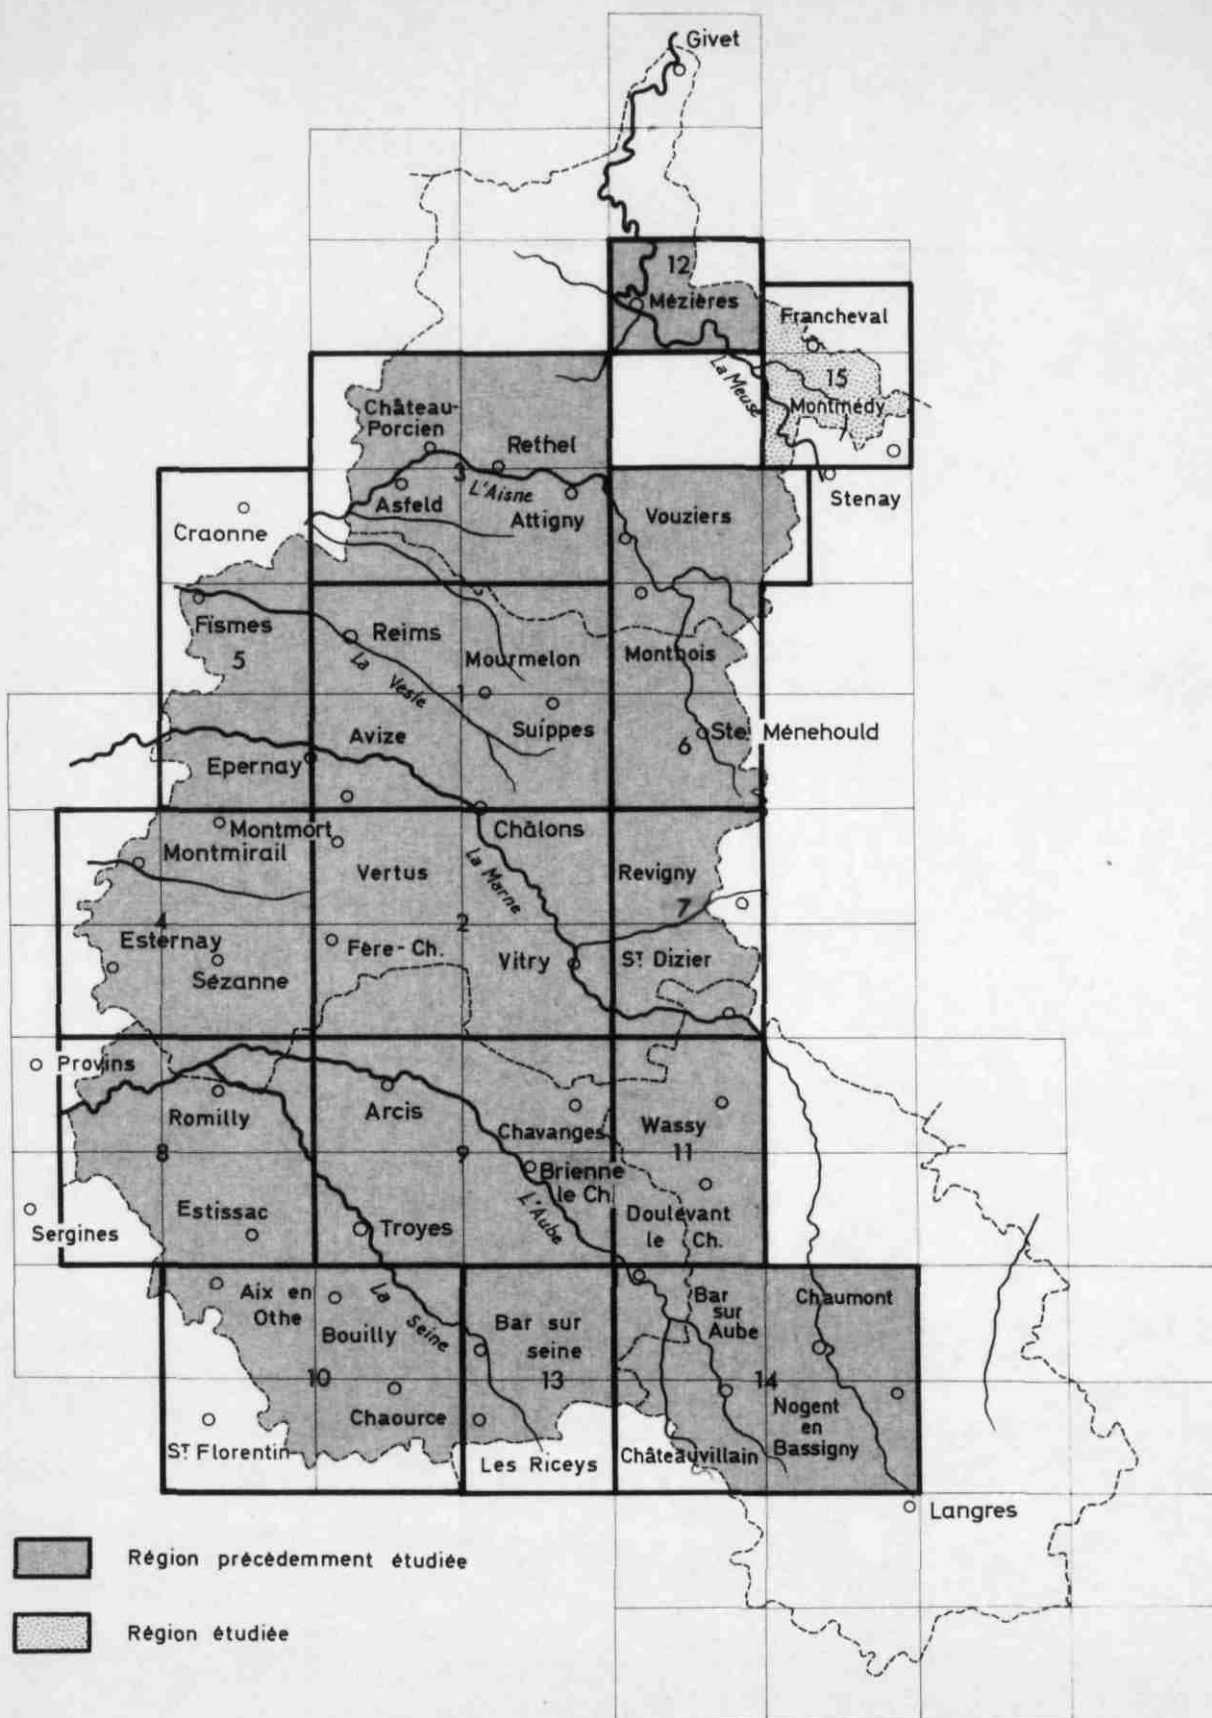 Givet
12
Mézières
Francheval
La Meuse
15
Montmédy
Château-
Porcien
Rethel
3
L'Aisne
Stenay
Asfeld
Attigny
Vouziers
Craonne
Fismes
Reims
5
Mourmelon
Monthois
La Vesle
1
Suippes
Ste Ménehould
Avize
6
Epernay
Montmort
Châlons
Montmirail
Vertus
La Marne
Revigny
7
4
2
Esternay
Fère-Ch.
Vitry
ST Dizier
Sézanne
Provins
Romilly
Arcis
Chavanges
Wassy
8
9
11
Brienne
le Ch.
L'Aube
Estissac
Troyes
Doulevant
le Ch.
Sergines
Aix en
Othe
La Seine
Bar
sur
Aube
Chaumont
Bouilly
Bar sur
seine
10
13
14
Nogent
en
Bassigny
Chaource
ST Florentin
Les Riceys
Châteauvillain
Langres
Région précèdemment étudiée
Région étudiée